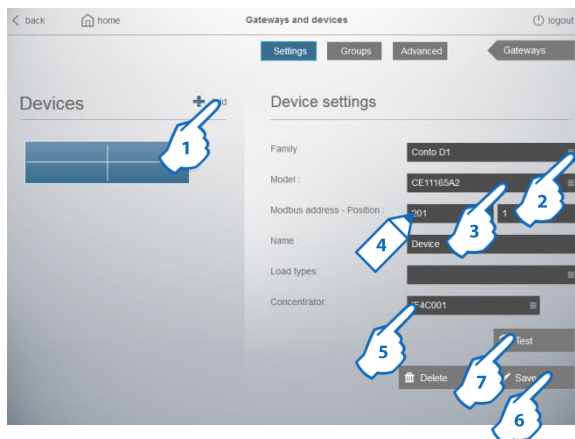 back
home
Gateways and devices
logout
Settings
Groups
Advanced
Gateways
Devices
Device settings
1
Family
Conto D1
Model :
CE11165A2
2
Modbus address - Position :
201
1
3
4
Name :
Device
Load types:
Concentrator:
IF4C001
5
Test
Delete
7
Save
6